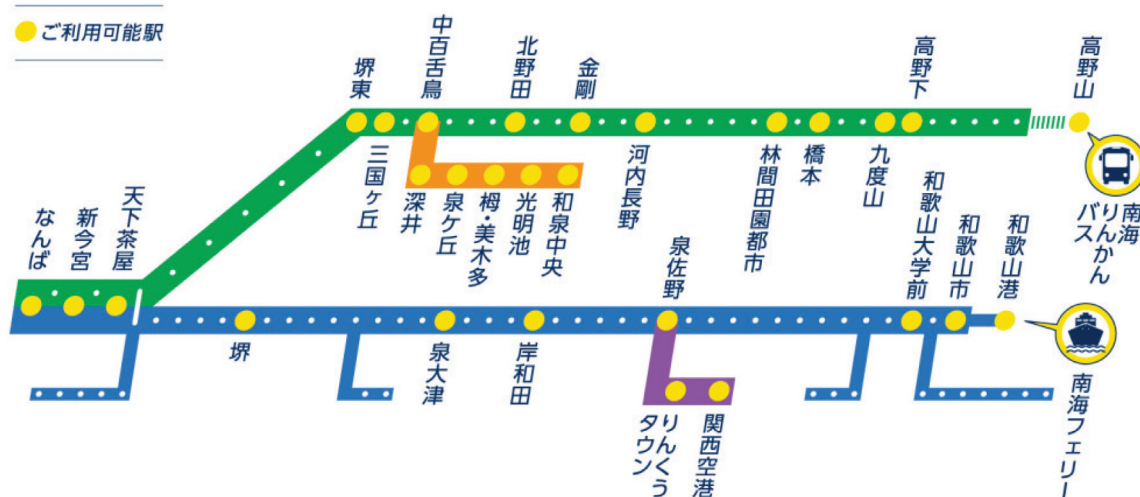 ご利用可能駅
堺東
中百舌鳥
北野田
金剛
高野下
高野山
三国ヶ丘
深井
泉ケ丘
栂・美木多
光明池
和泉中央
河内長野
林間田園都市
橋本
九度山
南海
りんかん
バス
なんば
新今宮
天下茶屋
堺
泉大津
岸和田
泉佐野
和歌山大学前
和歌山市
和歌山港
りんくう
タウン
関西空港
南海フェリー